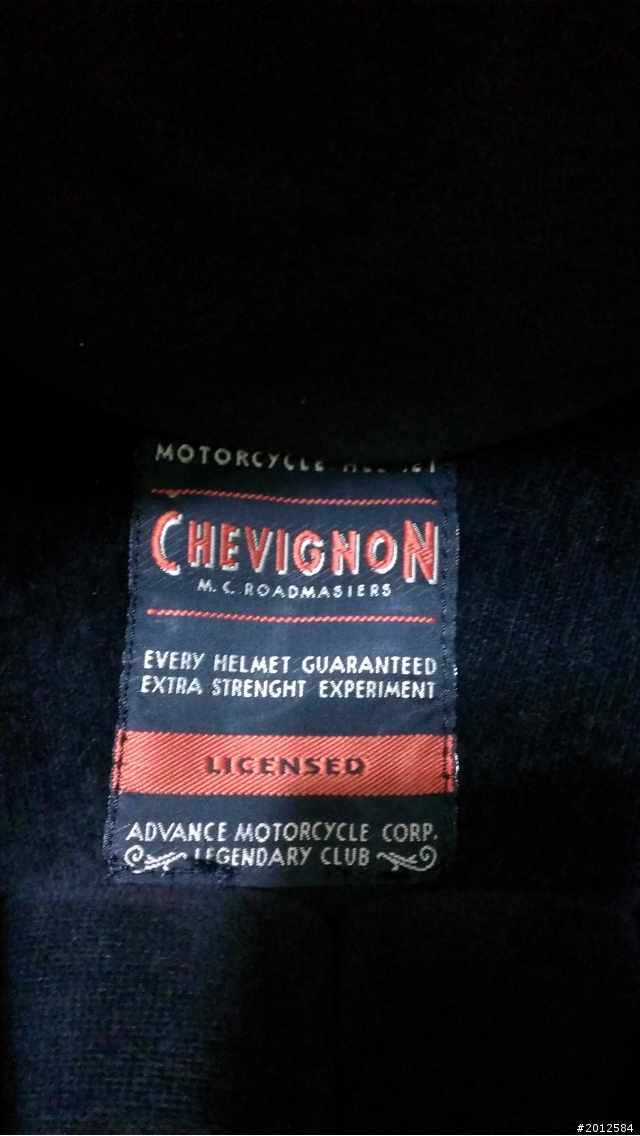 MOTORCYCLE
CHEVIGNON
M. C. ROADMASTERS
EVERY HELMET GUARANTEED
EXTRA STRENGHT EXPERIMENT
LICENSED
ADVANCE MOTORCYCLE CORP.
LEGENDARY CLUB
#2012584